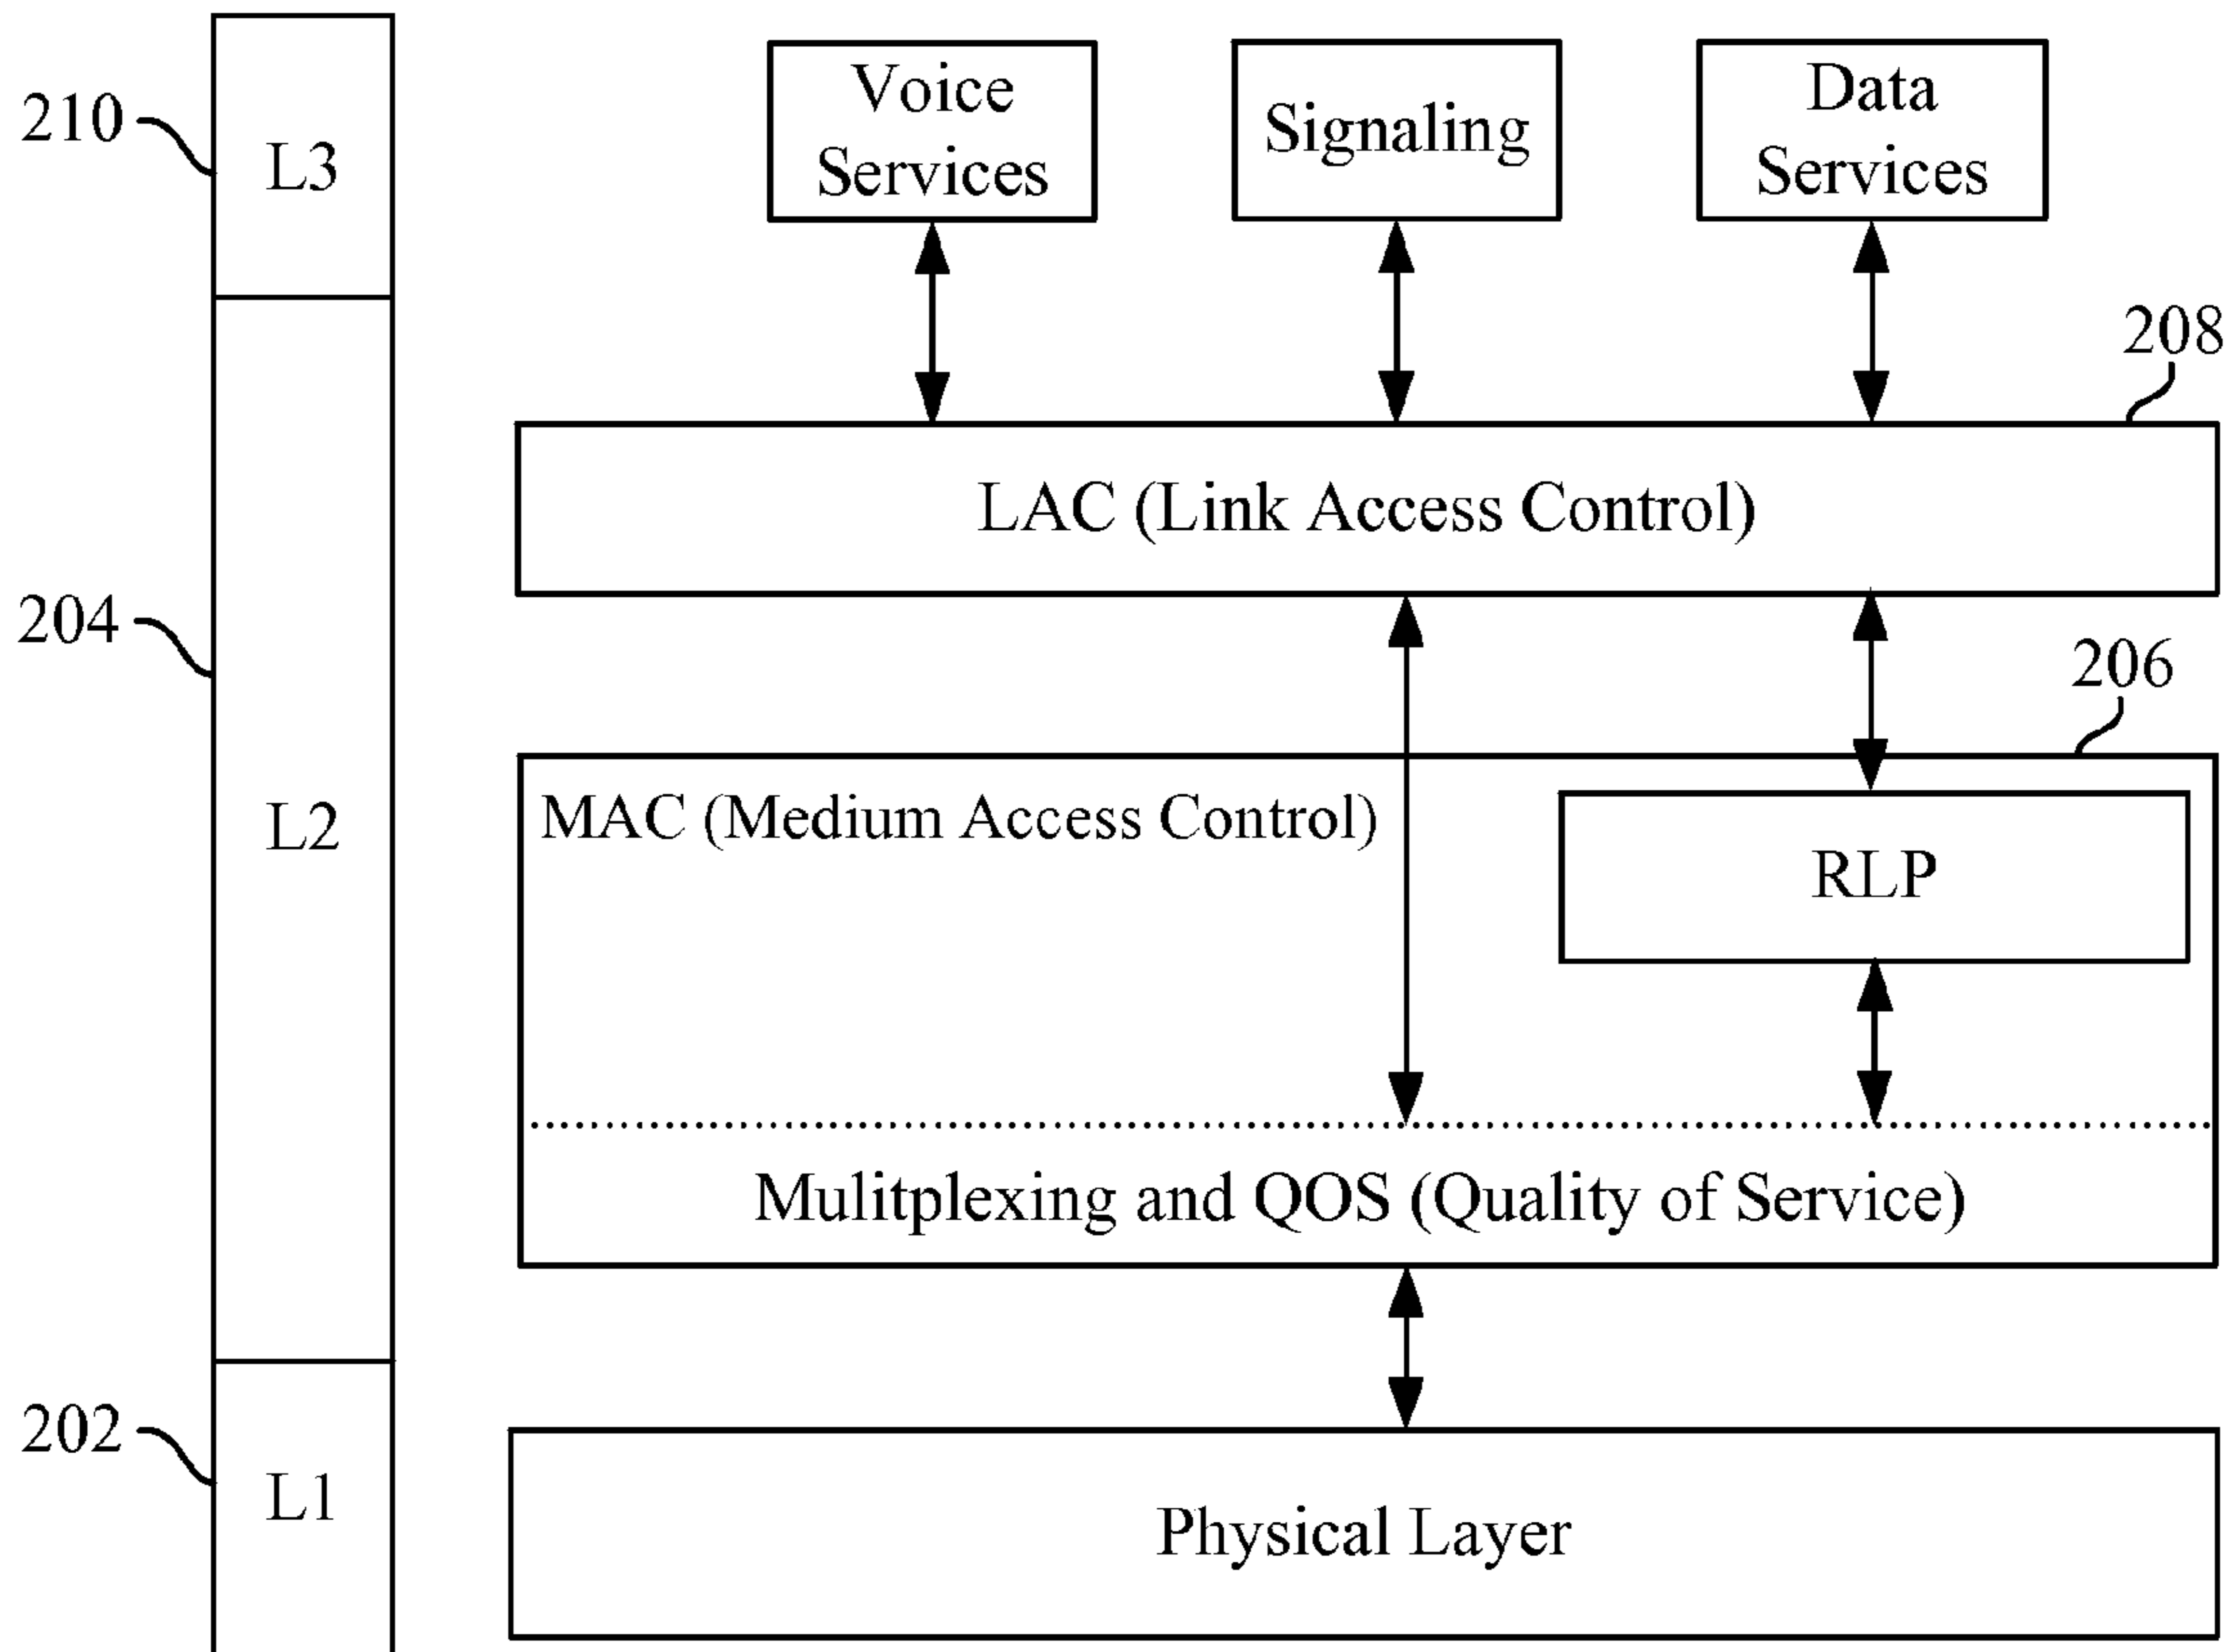 Voice
Services
Signaling
Data
Services
210
L3
208
LAC (Link Access Control)
204
206
L2
MAC (Medium Access Control)
RLP
Mulitplexing and QOS (Quality of Service)
202
L1
Physical Layer